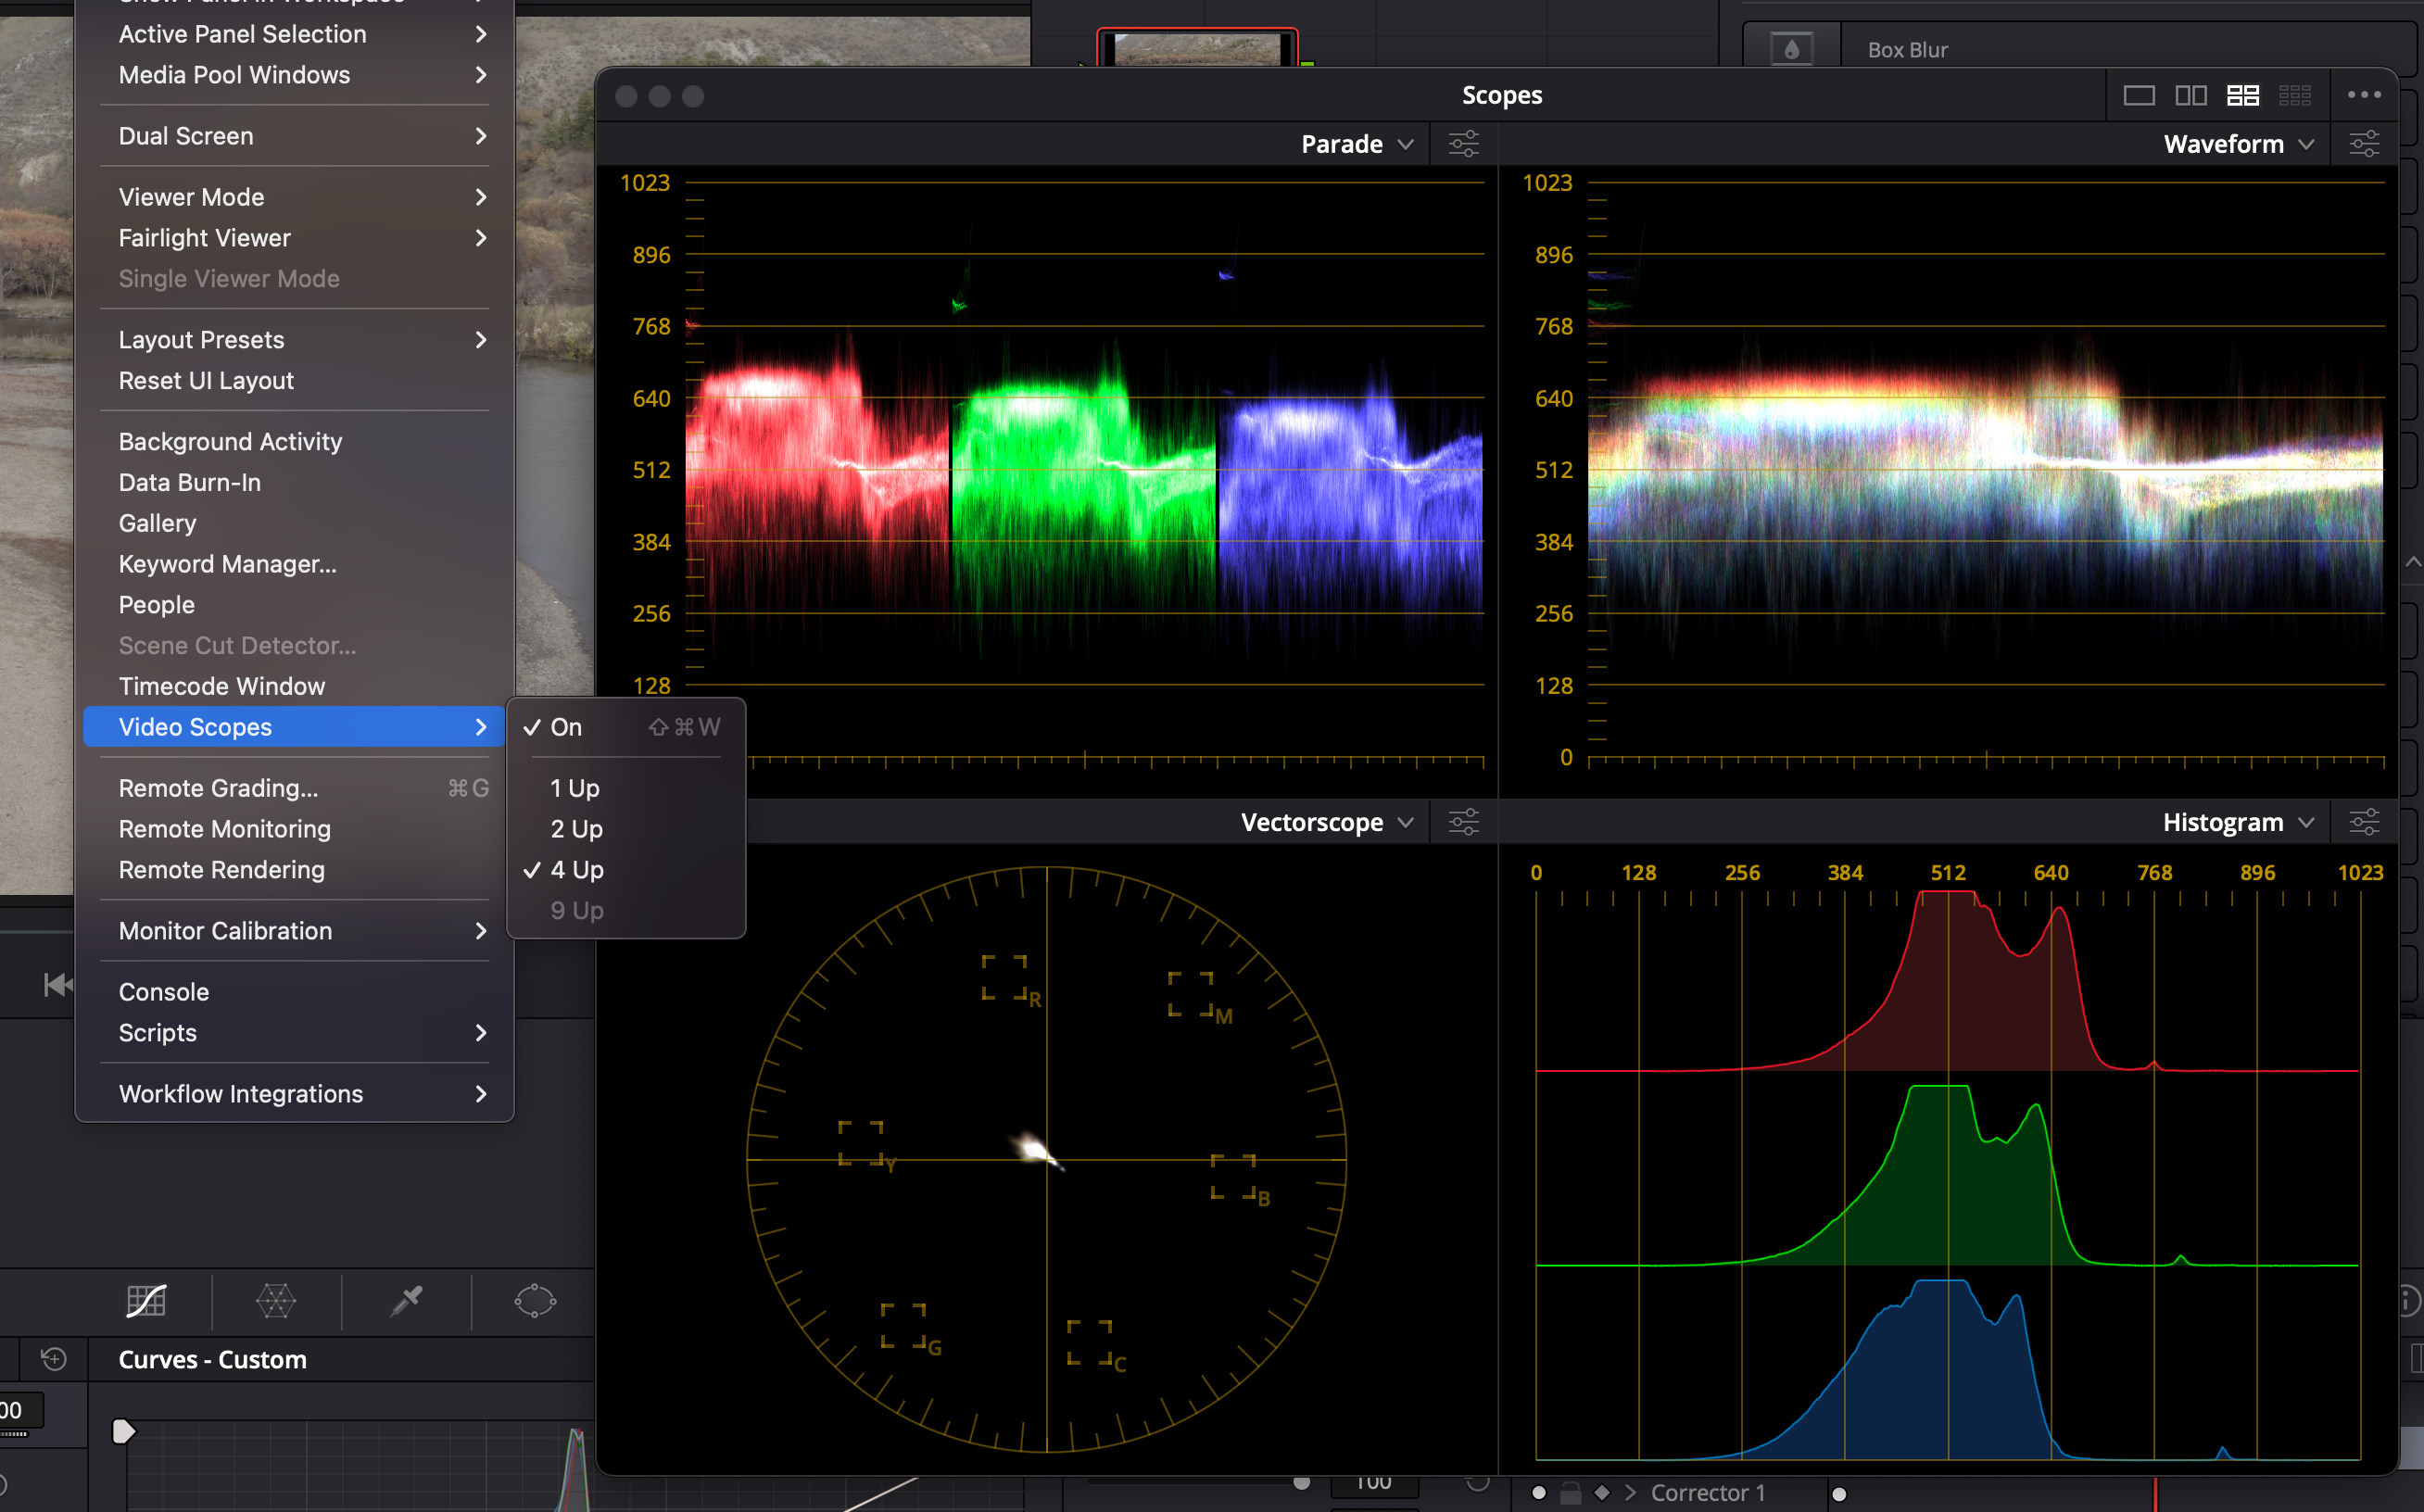 Active Panel Selection
Media Pool Windows
Dual Screen
Viewer Mode
Fairlight Viewer
Single Viewer Mode
Layout Presets
Reset UI Layout
Background Activity
Data Burn-In
Gallery
Keyword Manager...
People
Scene Cut Detector...
Timecode Window
Video Scopes
Remote Grading... ⌘G
Remote Monitoring
Remote Rendering
Monitor Calibration
Console
Scripts
Workflow Integrations
✓ On ⇧⌘W
1 Up
2 Up
✓ 4 Up
9 Up
Box Blur
Scopes
Parade
1023
896
768
640
512
384
256
128
Waveform
1023
896
768
640
512
384
256
128
0
Vectorscope
R
M
Y
B
G
C
Histogram
0 128 256 384 512 640 768 896 1023
Curves - Custom
00
100
Corrector 1